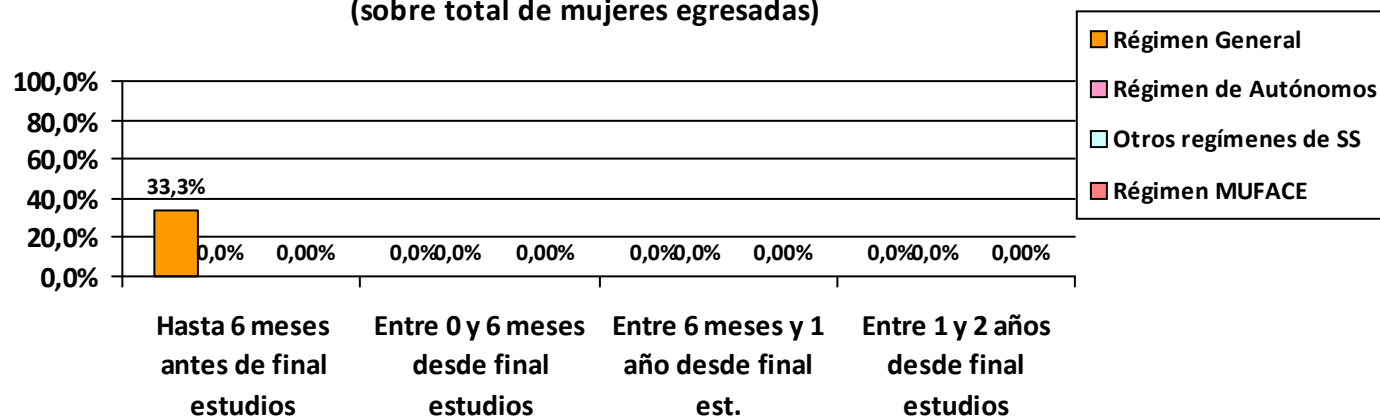 (sobre total de mujeres egresadas)
Régimen General
Régimen de Autónomos
Otros regímenes de SS
Régimen MUFACE
100,0%
80,0%
60,0%
40,0%
20,0%
0,0%
33,3%
0,0% 0,00% 0,0% 0,0% 0,00% 0,0% 0,0% 0,00% 0,0% 0,0% 0,00%
Hasta 6 meses
antes de final
estudios
Entre 0 y 6 meses
desde final
estudios
Entre 6 meses y 1
año desde final
est.
Entre 1 y 2 años
desde final
estudios